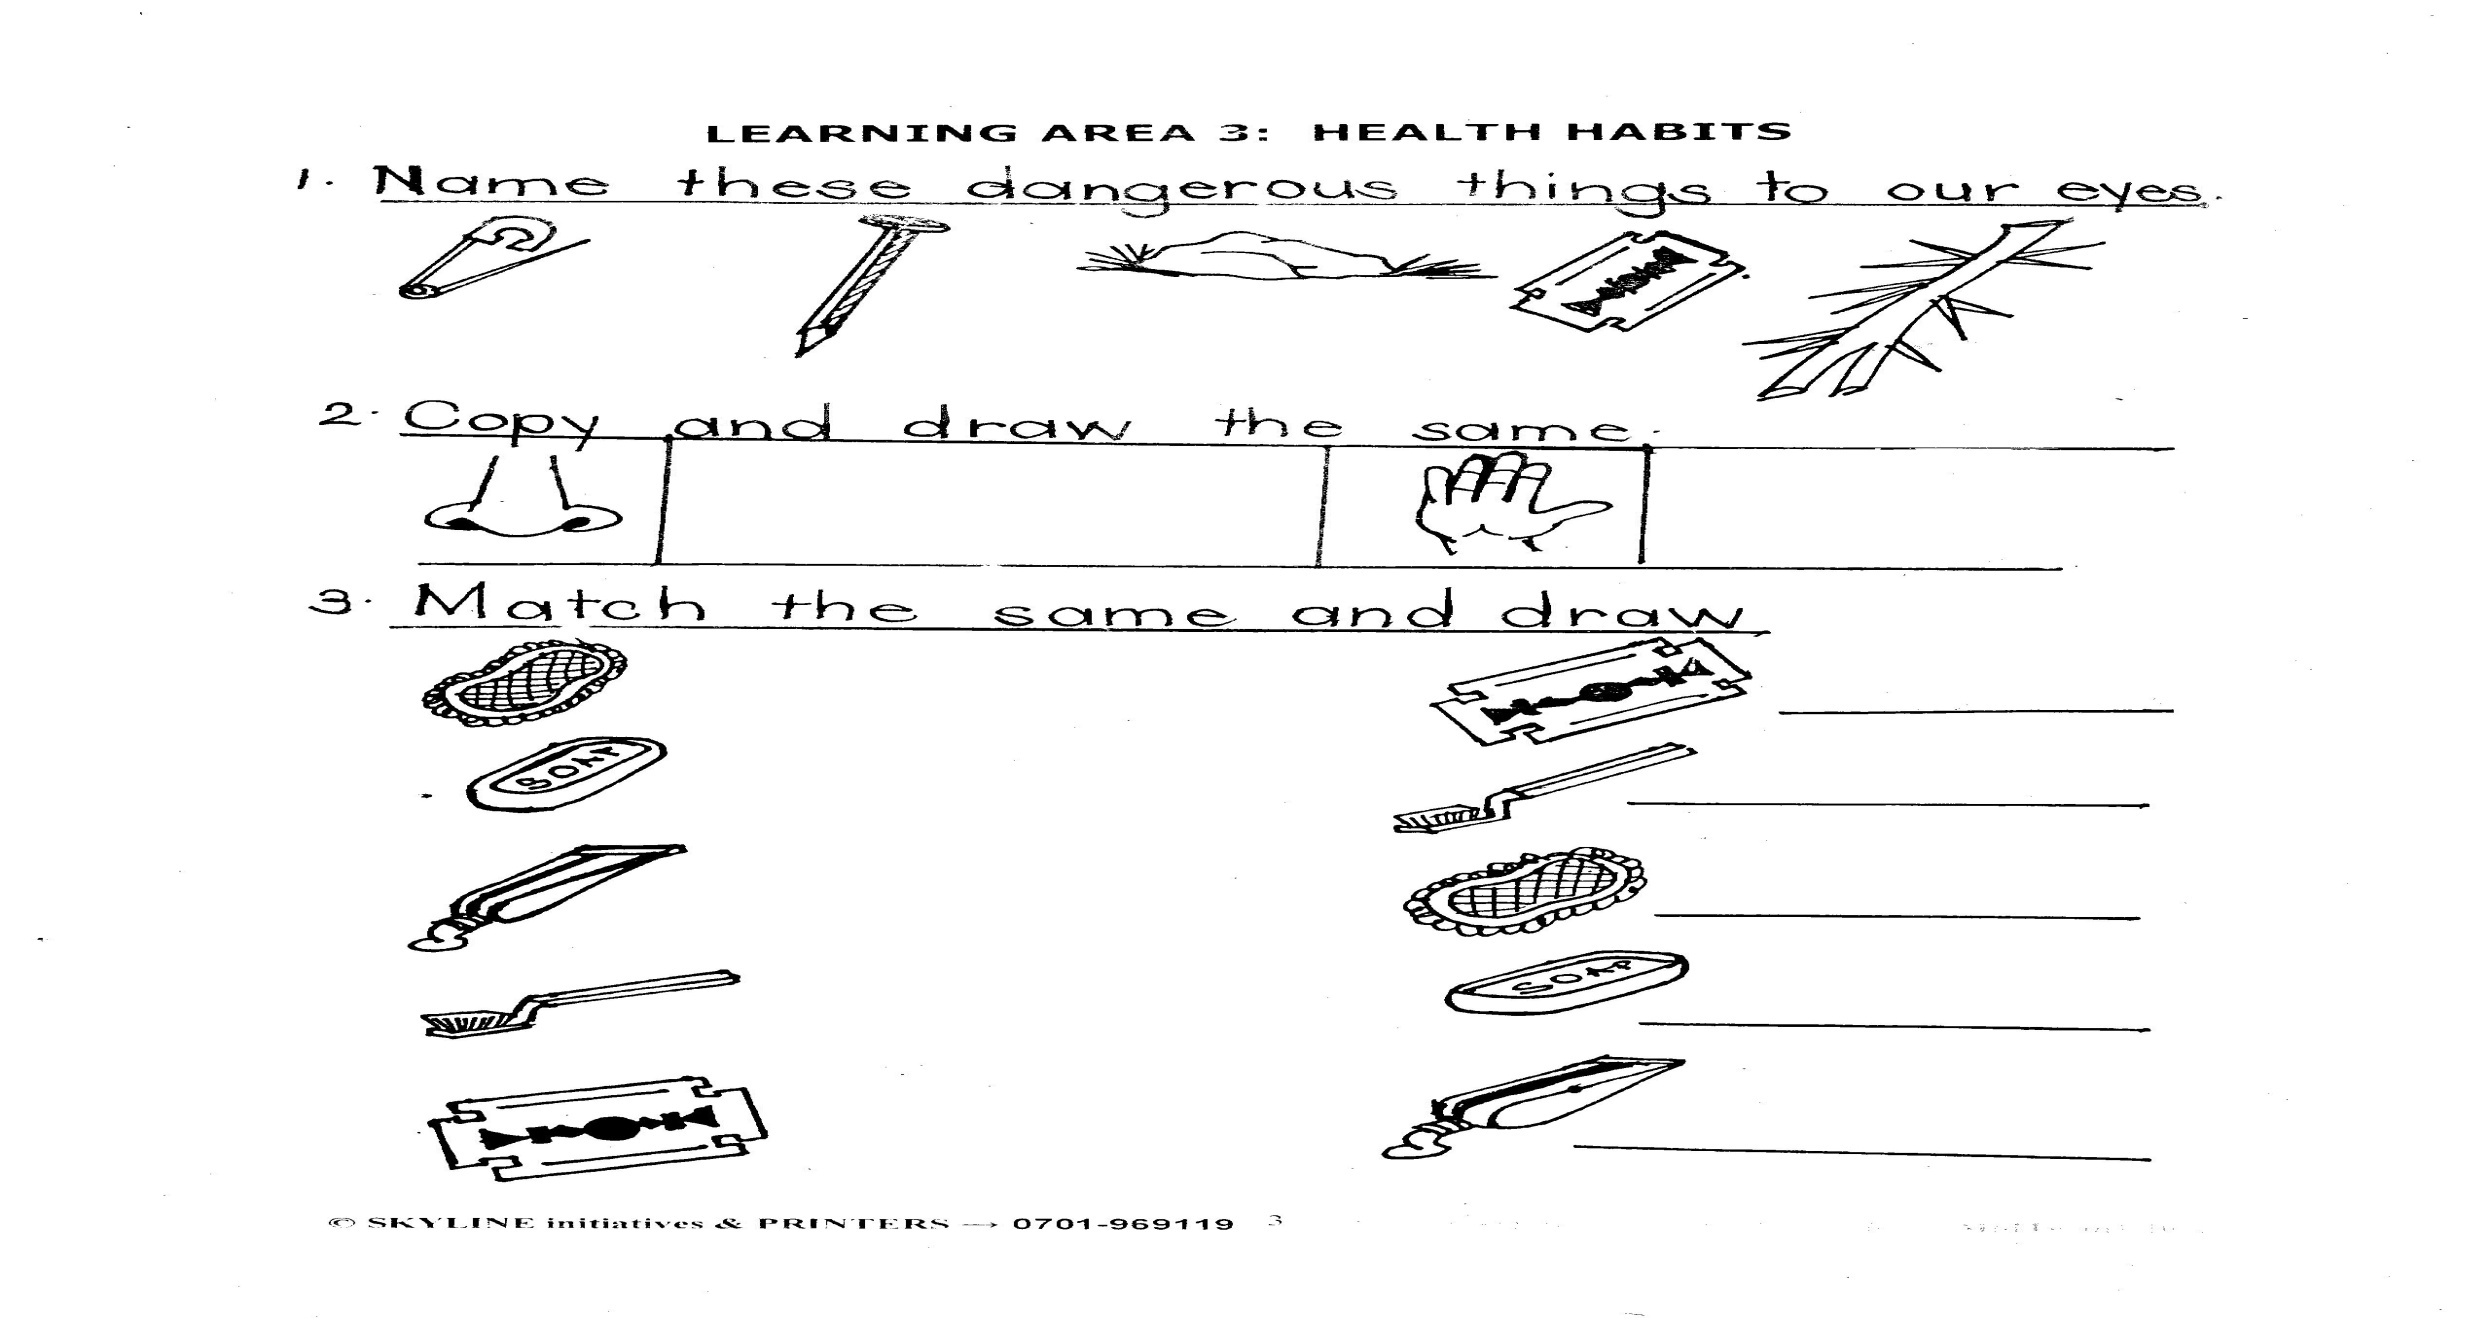 LEARNING AREA 3: HEALTH HABITS
1. Name these dangerous things to our eyes.
2. Copy and draw the same.
3. Match the same and draw
SOAP
SOAP
© SKYLINE initiatives & PRINTERS → 0701-969119 3